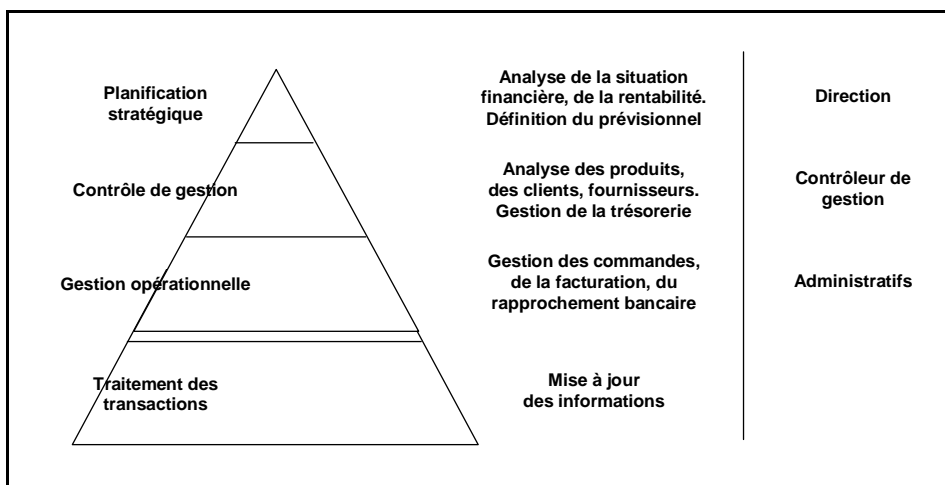 Planification
stratégique
Analyse de la situation
financière, de la rentabilité.
Définition du prévisionnel
Direction
Contrôle de gestion
Analyse des produits,
des clients, fournisseurs.
Gestion de la trésorerie
Contrôleur de
gestion
Gestion opérationnelle
Gestion des commandes,
de la facturation, du
rapprochement bancaire
Administratifs
Traitement des
transactions
Mise à jour
des informations